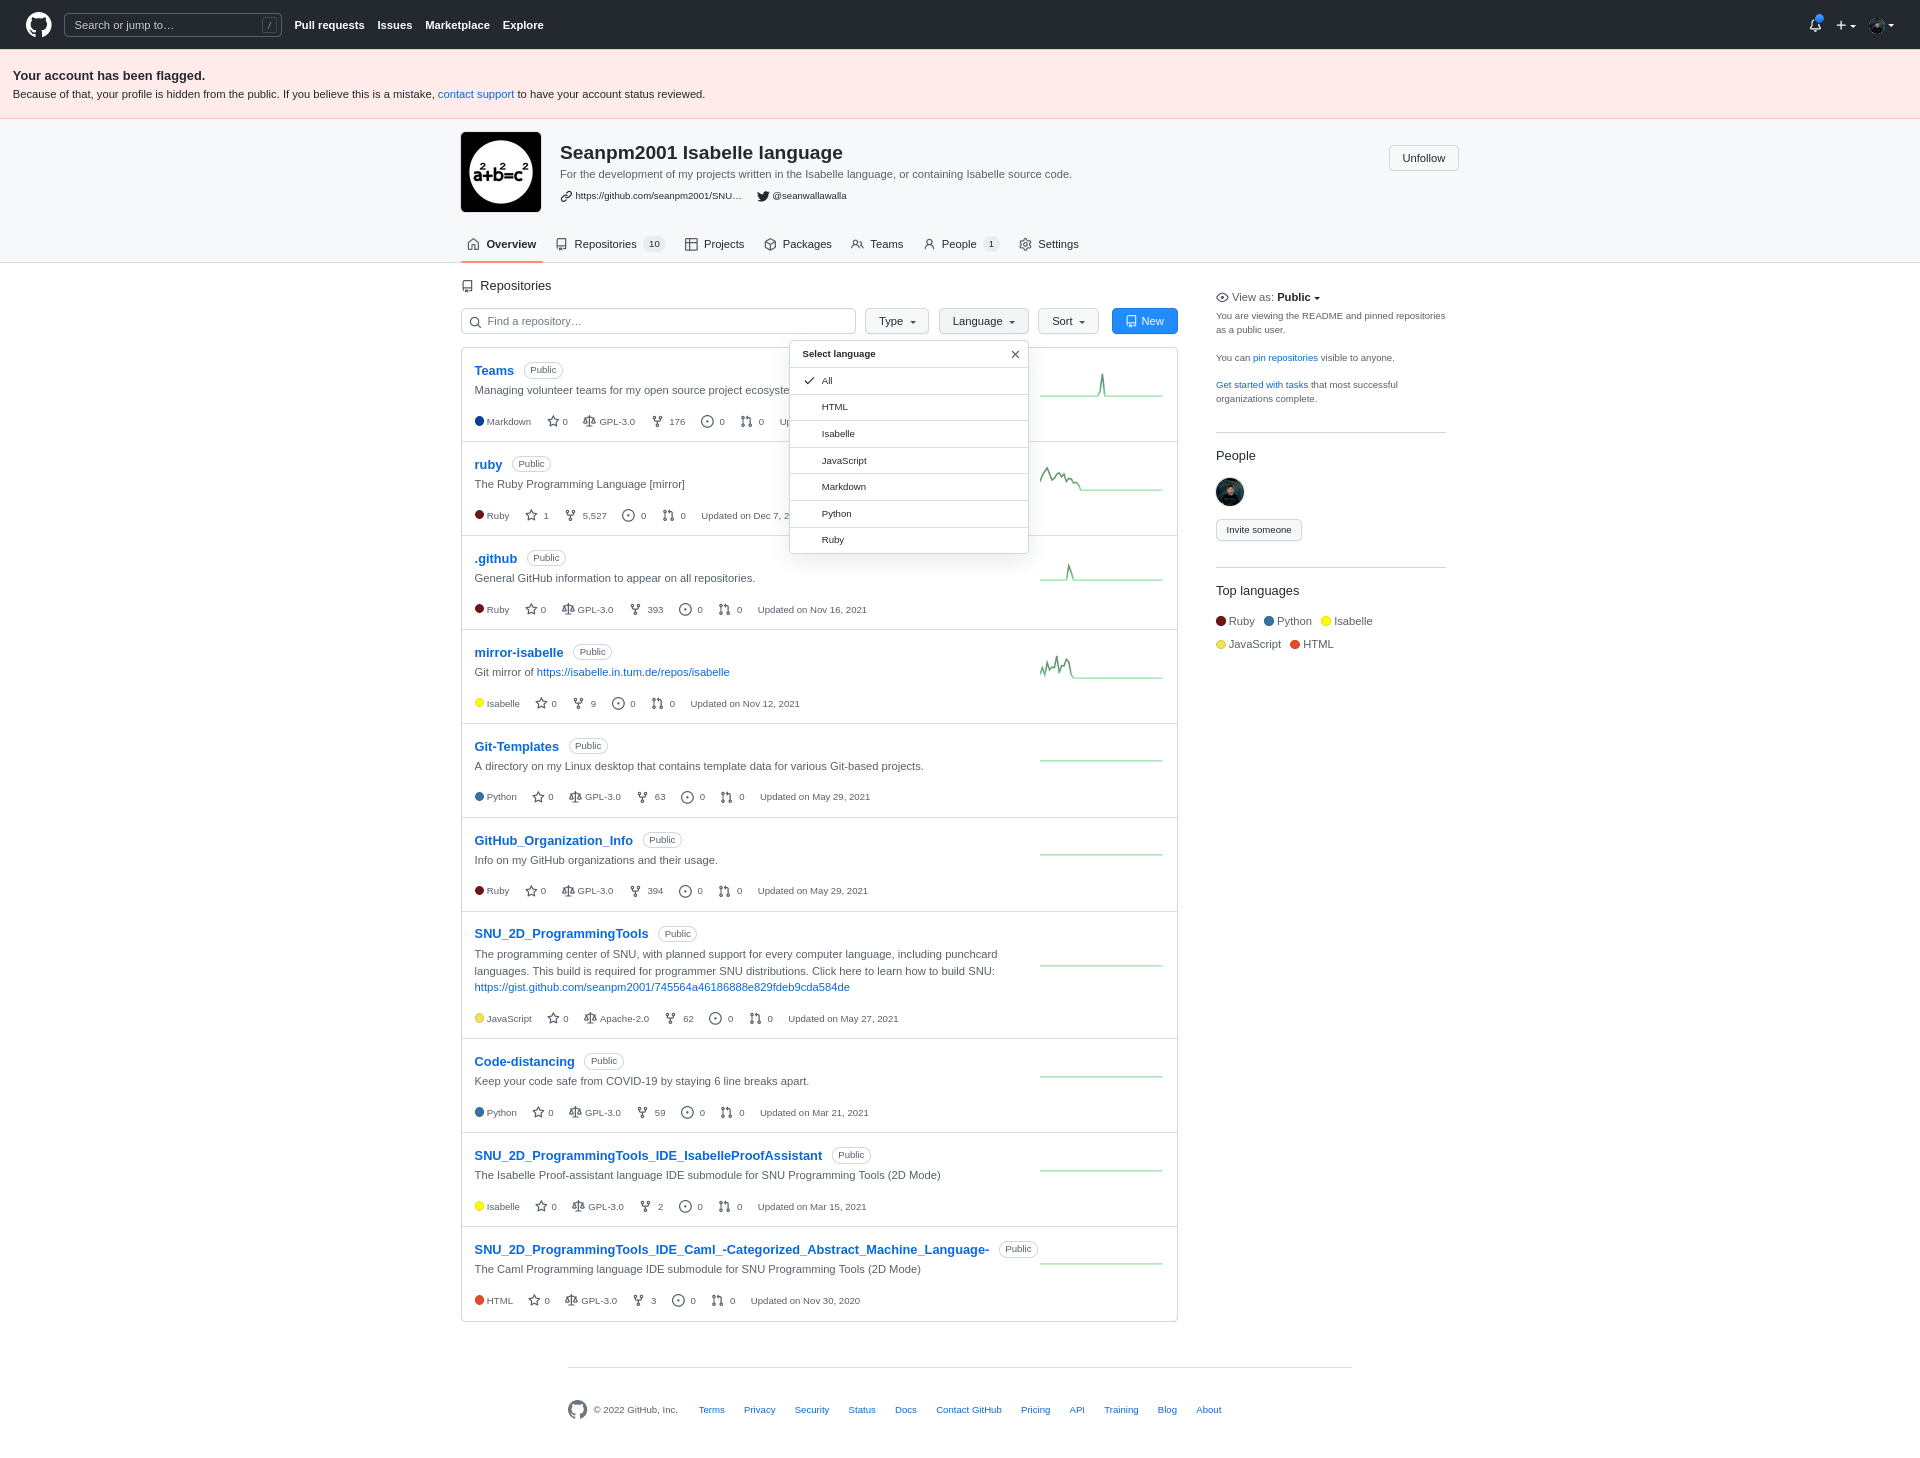 Search or jump to…
/
Pull requests
Issues
Marketplace
Explore
Your account has been flagged.
Because of that, your profile is hidden from the public. If you believe this is a mistake, contact support to have your account status reviewed.
a²+b²=c²
Seanpm2001 Isabelle language
For the development of my projects written in the Isabelle language, or containing Isabelle source code.
https://github.com/seanpm2001/SNU…
@seanwallawalla
Unfollow
Overview
Repositories 10
Projects
Packages
Teams
People 1
Settings
Repositories
Find a repository…
Type
Language
Sort
New
Select language
All
HTML
Isabelle
JavaScript
Markdown
Python
Ruby
Teams Public
Managing volunteer teams for my open source project ecosyste
Markdown 0 GPL-3.0 176 0 0 Up
ruby Public
The Ruby Programming Language [mirror]
Ruby 1 5,527 0 0 Updated on Dec 7, 2
.github Public
General GitHub information to appear on all repositories.
Ruby 0 GPL-3.0 393 0 0 Updated on Nov 16, 2021
mirror-isabelle Public
Git mirror of https://isabelle.in.tum.de/repos/isabelle
Isabelle 0 9 0 0 Updated on Nov 12, 2021
Git-Templates Public
A directory on my Linux desktop that contains template data for various Git-based projects.
Python 0 GPL-3.0 63 0 0 Updated on May 29, 2021
GitHub_Organization_Info Public
Info on my GitHub organizations and their usage.
Ruby 0 GPL-3.0 394 0 0 Updated on May 29, 2021
SNU_2D_ProgrammingTools Public
The programming center of SNU, with planned support for every computer language, including punchcard
languages. This build is required for programmer SNU distributions. Click here to learn how to build SNU:
https://gist.github.com/seanpm2001/745564a46186888e829fdeb9cda584de
JavaScript 0 Apache-2.0 62 0 0 Updated on May 27, 2021
Code-distancing Public
Keep your code safe from COVID-19 by staying 6 line breaks apart.
Python 0 GPL-3.0 59 0 0 Updated on Mar 21, 2021
SNU_2D_ProgrammingTools_IDE_IsabelleProofAssistant Public
The Isabelle Proof-assistant language IDE submodule for SNU Programming Tools (2D Mode)
Isabelle 0 GPL-3.0 2 0 0 Updated on Mar 15, 2021
SNU_2D_ProgrammingTools_IDE_Caml_-Categorized_Abstract_Machine_Language- Public
The Caml Programming language IDE submodule for SNU Programming Tools (2D Mode)
HTML 0 GPL-3.0 3 0 0 Updated on Nov 30, 2020
View as: Public
You are viewing the README and pinned repositories
as a public user.
You can pin repositories visible to anyone.
Get started with tasks that most successful
organizations complete.
People
Invite someone
Top languages
Ruby Python Isabelle
JavaScript HTML
© 2022 GitHub, Inc.
Terms
Privacy
Security
Status
Docs
Contact GitHub
Pricing
API
Training
Blog
About